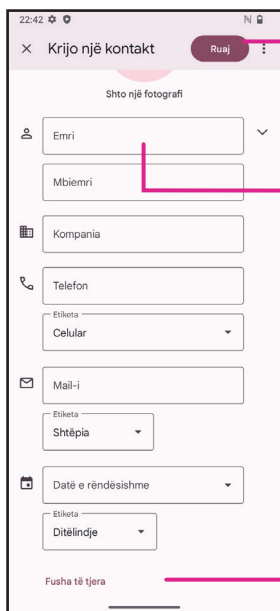 22:42
Krijo një kontakt
Ruaj
Shto një fotografi
Emri
Mbiemri
Kompania
Telefon
Etiketa
Celular
Mail-i
Etiketa
Shtëpia
Datë e rëndësishme
Etiketa
Ditëlindje
Fusha të tjera